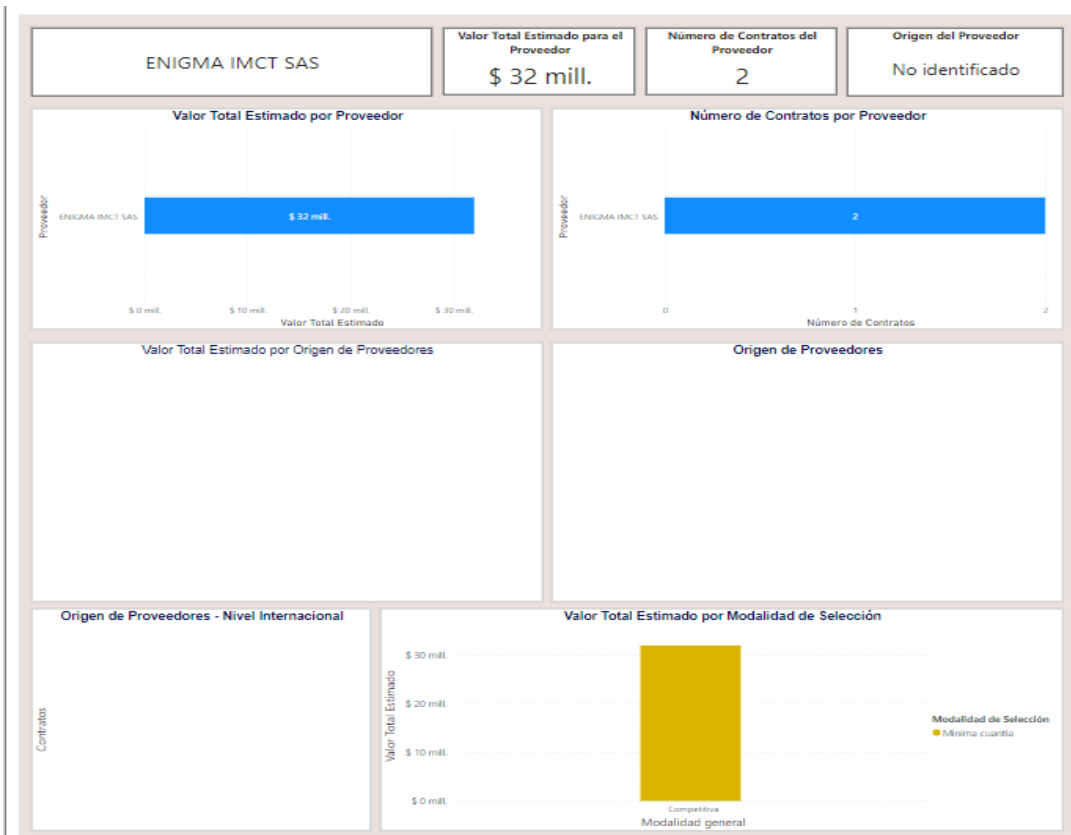 ENIGMA IMCT SAS
Valor Total Estimado para el
Proveedor
$ 32 mill.
Número de Contratos del
Proveedor
2
Origen del Proveedor
No identificado
Valor Total Estimado por Proveedor
Proveedor
ENIGMA IMCT SAS
$ 32 mill.
$ 0 mill.
$ 10 mill.
$ 20 mill.
$ 30 mill.
Valor Total Estimado
Número de Contratos por Proveedor
Proveedor
ENIGMA IMCT SAS
2
0
1
2
Número de Contratos
Valor Total Estimado por Origen de Proveedores
Origen de Proveedores
Origen de Proveedores - Nivel Internacional
Contratos
Valor Total Estimado por Modalidad de Selección
Valor Total Estimado
$ 30 mill.
$ 20 mill.
$ 10 mill.
$ 0 mill.
Competitiva
Modalidad general
Modalidad de Selección
Mínima cuantía